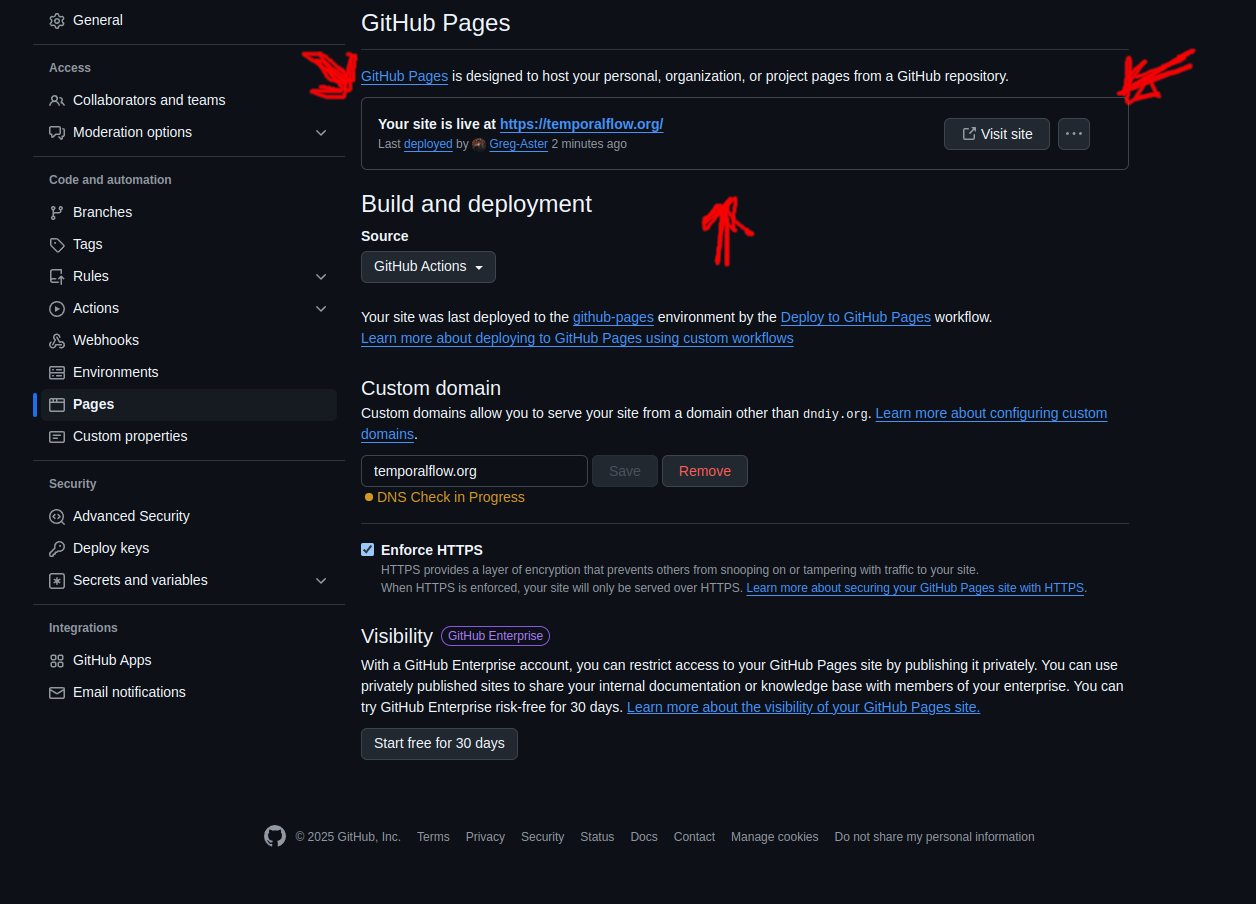 General
Access
Collaborators and teams
Moderation options
Code and automation
Branches
Tags
Rules
Actions
Webhooks
Environments
Pages
Custom properties
Security
Advanced Security
Deploy keys
Secrets and variables
Integrations
GitHub Apps
Email notifications
GitHub Pages
GitHub Pages is designed to host your personal, organization, or project pages from a GitHub repository.
Your site is live at https://temporalflow.org/
Last deployed by Greg-Aster 2 minutes ago
Visit site
Build and deployment
Source
GitHub Actions
Your site was last deployed to the github-pages environment by the Deploy to GitHub Pages workflow.
Learn more about deploying to GitHub Pages using custom workflows
Custom domain
Custom domains allow you to serve your site from a domain other than dndiy.org. Learn more about configuring custom
domains.
temporalflow.org
Save
Remove
DNS Check in Progress
Enforce HTTPS
HTTPS provides a layer of encryption that prevents others from snooping on or tampering with traffic to your site.
When HTTPS is enforced, your site will only be served over HTTPS. Learn more about securing your GitHub Pages site with HTTPS.
Visibility GitHub Enterprise
With a GitHub Enterprise account, you can restrict access to your GitHub Pages site by publishing it privately. You can use
privately published sites to share your internal documentation or knowledge base with members of your enterprise. You can
try GitHub Enterprise risk-free for 30 days. Learn more about the visibility of your GitHub Pages site.
Start free for 30 days
© 2025 GitHub, Inc. Terms Privacy Security Status Docs Contact Manage cookies Do not share my personal information